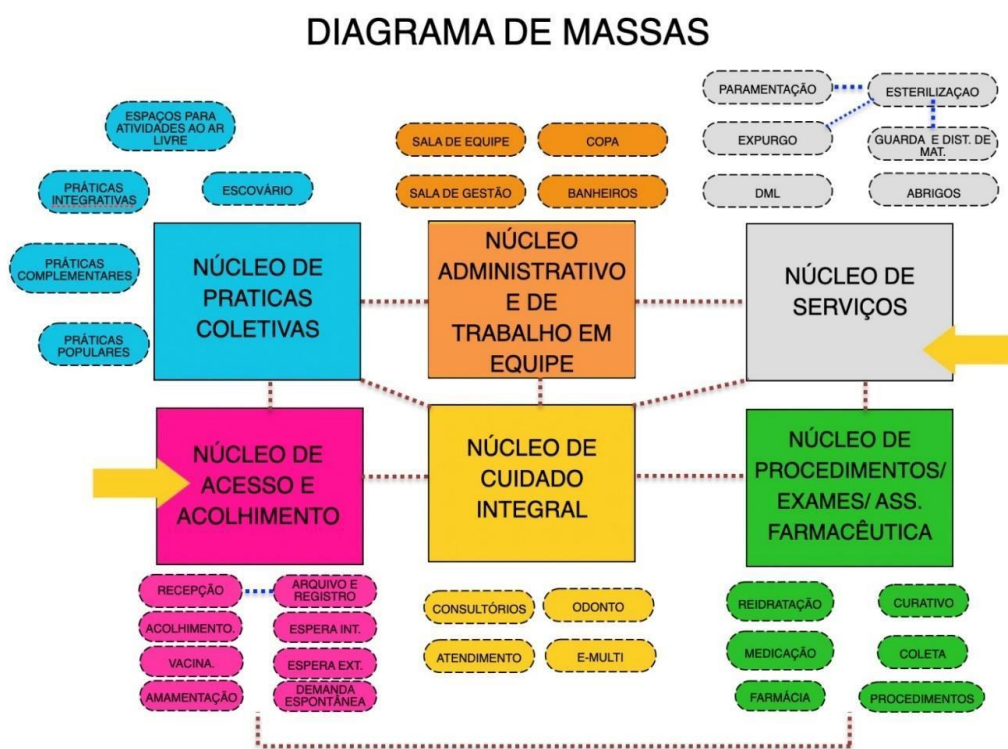 DIAGRAMA DE MASSAS
ESPAÇOS PARA
ATIVIDADES AO AR
LIVRE
PRÁTICAS
INTEGRATIVAS
ESCOVÁRIO
PRÁTICAS
COMPLEMENTARES
PRÁTICAS
POPULARES
NÚCLEO DE
PRATICAS
COLETIVAS
SALA DE EQUIPE
COPA
SALA DE GESTÃO
BANHEIROS
NÚCLEO
ADMINISTRATIVO
E DE
TRABALHO EM
EQUIPE
PARAMENTAÇÃO
ESTERILIZAÇAO
EXPURGO
GUARDA E DIST. DE
MAT.
DML
ABRIGOS
NÚCLEO DE
SERVIÇOS
NÚCLEO DE
ACESSO E
ACOLHIMENTO
NÚCLEO DE
CUIDADO
INTEGRAL
NÚCLEO DE
PROCEDIMENTOS/
EXAMES/ ASS.
FARMACÊUTICA
RECEPÇÃO
ARQUIVO E
REGISTRO
ACOLHIMENTO.
ESPERA INT.
VACINA.
ESPERA EXT.
AMAMENTAÇÃO
DEMANDA
ESPONTÂNEA
CONSULTÓRIOS
ODONTO
ATENDIMENTO
E-MULTI
REIDRATAÇÃO
CURATIVO
MEDICAÇÃO
COLETA
FARMÁCIA
PROCEDIMENTOS